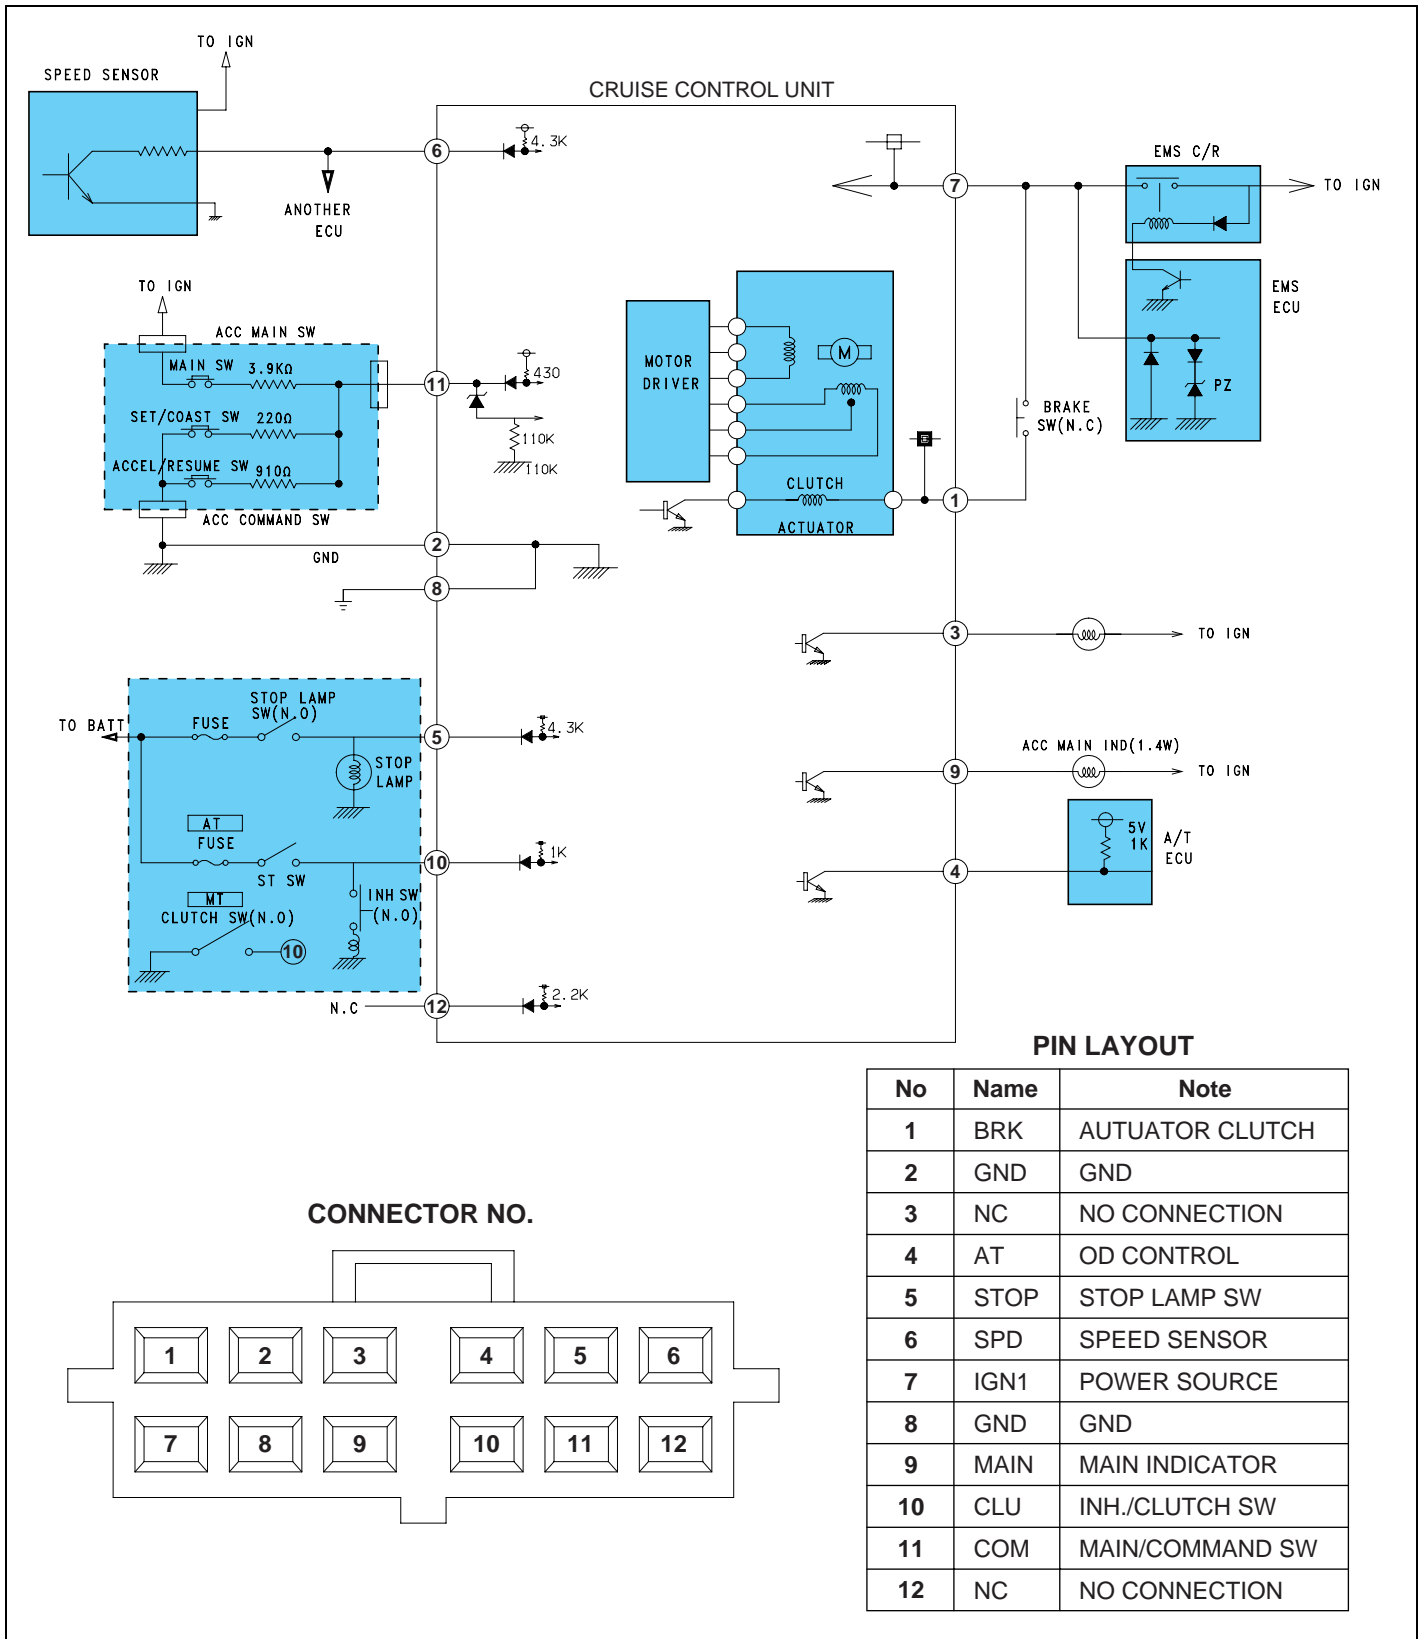 TO IGN
SPEED SENSOR
CRUISE CONTROL UNIT
6
4.3K
ANOTHER
ECU
7
EMS C/R
TO IGN
EMS
ECU
PZ
TO IGN
ACC MAIN SW
MAIN SW 3.9KΩ
SET/COAST SW 220Ω
ACCEL/RESUME SW 910Ω
ACC COMMAND SW
11
430
110K
110K
MOTOR
DRIVER
M
CLUTCH
ACTUATOR
BRAKE
SW(N.C)
1
GND
2
8
3
TO IGN
TO BATT
FUSE
STOP LAMP
SW(N.O)
5
4.3K
STOP
LAMP
AT
FUSE
ST SW
10
1K
INH SW
(N.O)
MT
CLUTCH SW(N.O)
10
N.C
12
2.2K
ACC MAIN IND(1.4W)
9
TO IGN
4
5V
1K
A/T
ECU
PIN LAYOUT
No Name Note
1 BRK AUTUATOR CLUTCH
2 GND GND
3 NC NO CONNECTION
4 AT OD CONTROL
5 STOP STOP LAMP SW
6 SPD SPEED SENSOR
7 IGN1 POWER SOURCE
8 GND GND
9 MAIN MAIN INDICATOR
10 CLU INH./CLUTCH SW
11 COM MAIN/COMMAND SW
12 NC NO CONNECTION
CONNECTOR NO.
1 2 3 4 5 6
7 8 9 10 11 12